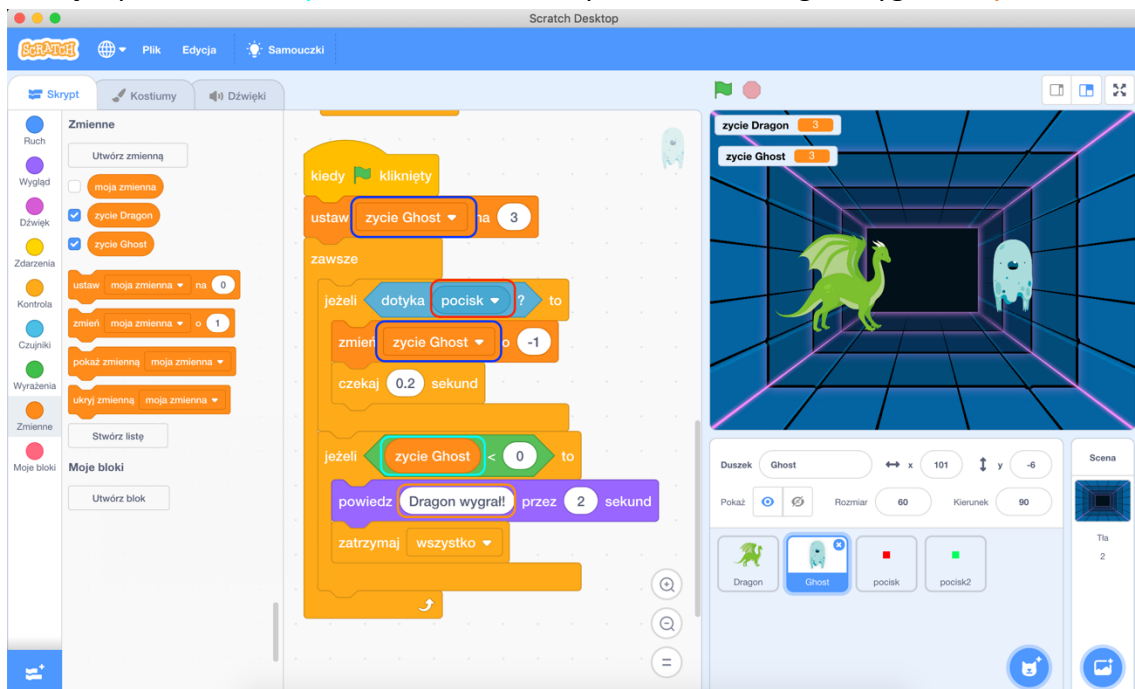 Scratch Desktop
SCRATCH Plik Edycja Samouczki
Skrypt Kostiumy Dźwięki
Ruch
Wygląd
Dźwięk
Zdarzenia
Kontrola
Czujniki
Wyrażenia
Zmienne
Moje bloki
Zmienne
Utwórz zmienną
moja zmienna
zycie Dragon
zycie Ghost
ustaw moja zmienna na 0
zmień moja zmienna o 1
pokaż zmienną moja zmienna
ukryj zmienną moja zmienna
Stwórz listę
Moje bloki
Utwórz blok
kiedy kliknięty
ustaw zycie Ghost na 3
zawsze
jeżeli dotyka pocisk ? to
zmień zycie Ghost o -1
czekaj 0.2 sekund
jeżeli zycie Ghost < 0 to
powiedz Dragon wygrał! przez 2 sekund
zatrzymaj wszystko
zycie Dragon 3
zycie Ghost 3
Duszek Ghost x 101 y -6
Pokaż Rozmiar 60 Kierunek 90
Dragon Ghost pocisk pocisk2
Scena
Tła
2